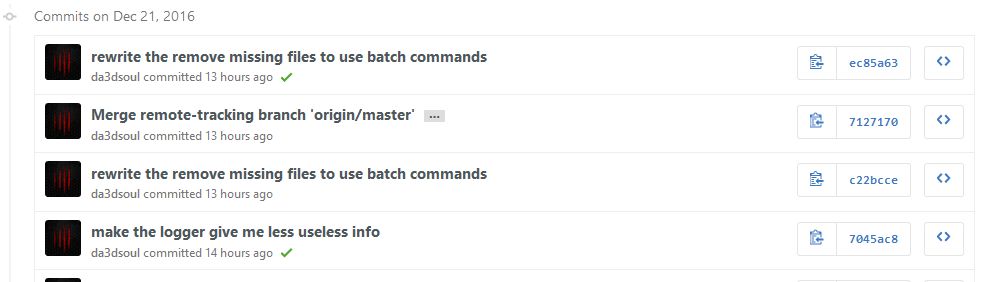 Commits on Dec 21, 2016
rewrite the remove missing files to use batch commands
da3dsoul committed 13 hours ago
ec85a63
Merge remote-tracking branch 'origin/master' …
da3dsoul committed 13 hours ago
7127170
rewrite the remove missing files to use batch commands
da3dsoul committed 13 hours ago
c22bcce
make the logger give me less useless info
da3dsoul committed 14 hours ago
7045ac8